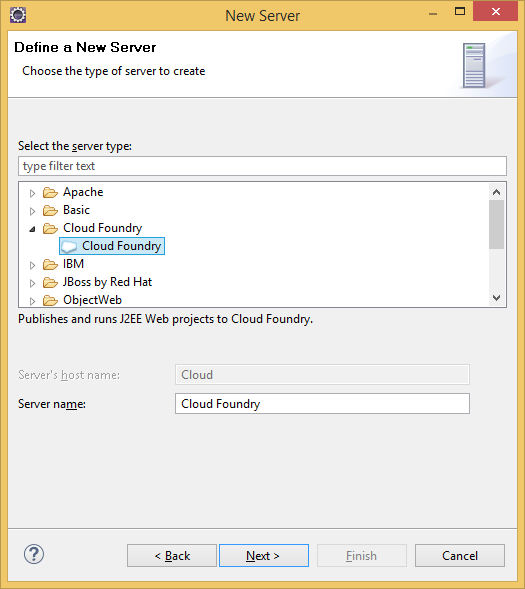 New Server
Define a New Server
Choose the type of server to create
Select the server type:
type filter text
Apache
Basic
Cloud Foundry
Cloud Foundry
IBM
JBoss by Red Hat
ObjectWeb
Publishes and runs J2EE Web projects to Cloud Foundry.
Server's host name: Cloud
Server name: Cloud Foundry
? < Back Next > Finish Cancel